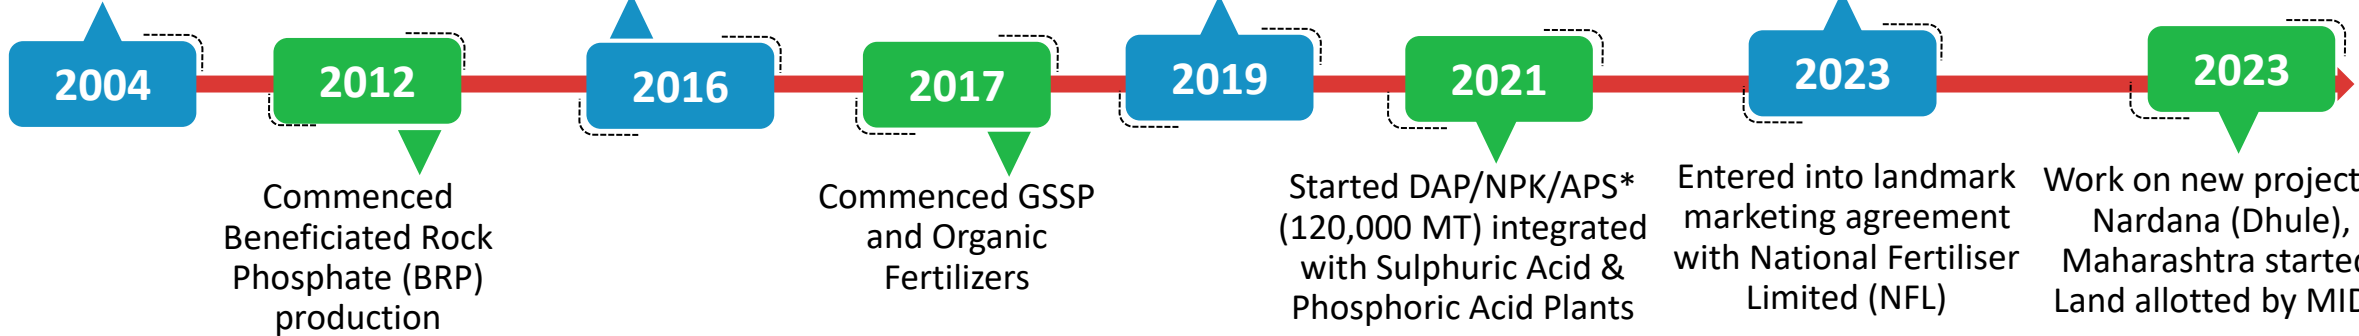 2004
2012
2016
2017
2019
2021
2023
2023
Commenced
Beneficiated Rock
Phosphate (BRP)
production
Commenced GSSP
and Organic
Fertilizers
Started DAP/NPK/APS*
(120,000 MT) integrated
with Sulphuric Acid &
Phosphoric Acid Plants
Entered into landmark
marketing agreement
with National Fertiliser
Limited (NFL)
Work on new project
Nardana (Dhule),
Maharashtra started
Land allotted by